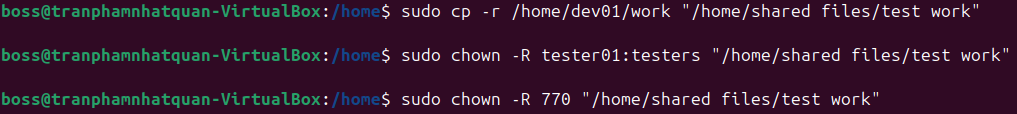 boss@tranphamnhatquan-VirtualBox:/home$ sudo cp -r /home/dev01/work "/home/shared files/test work"
boss@tranphamnhatquan-VirtualBox:/home$ sudo chown -R tester01:testers "/home/shared files/test work"
boss@tranphamnhatquan-VirtualBox:/home$ sudo chown -R 770 "/home/shared files/test work"